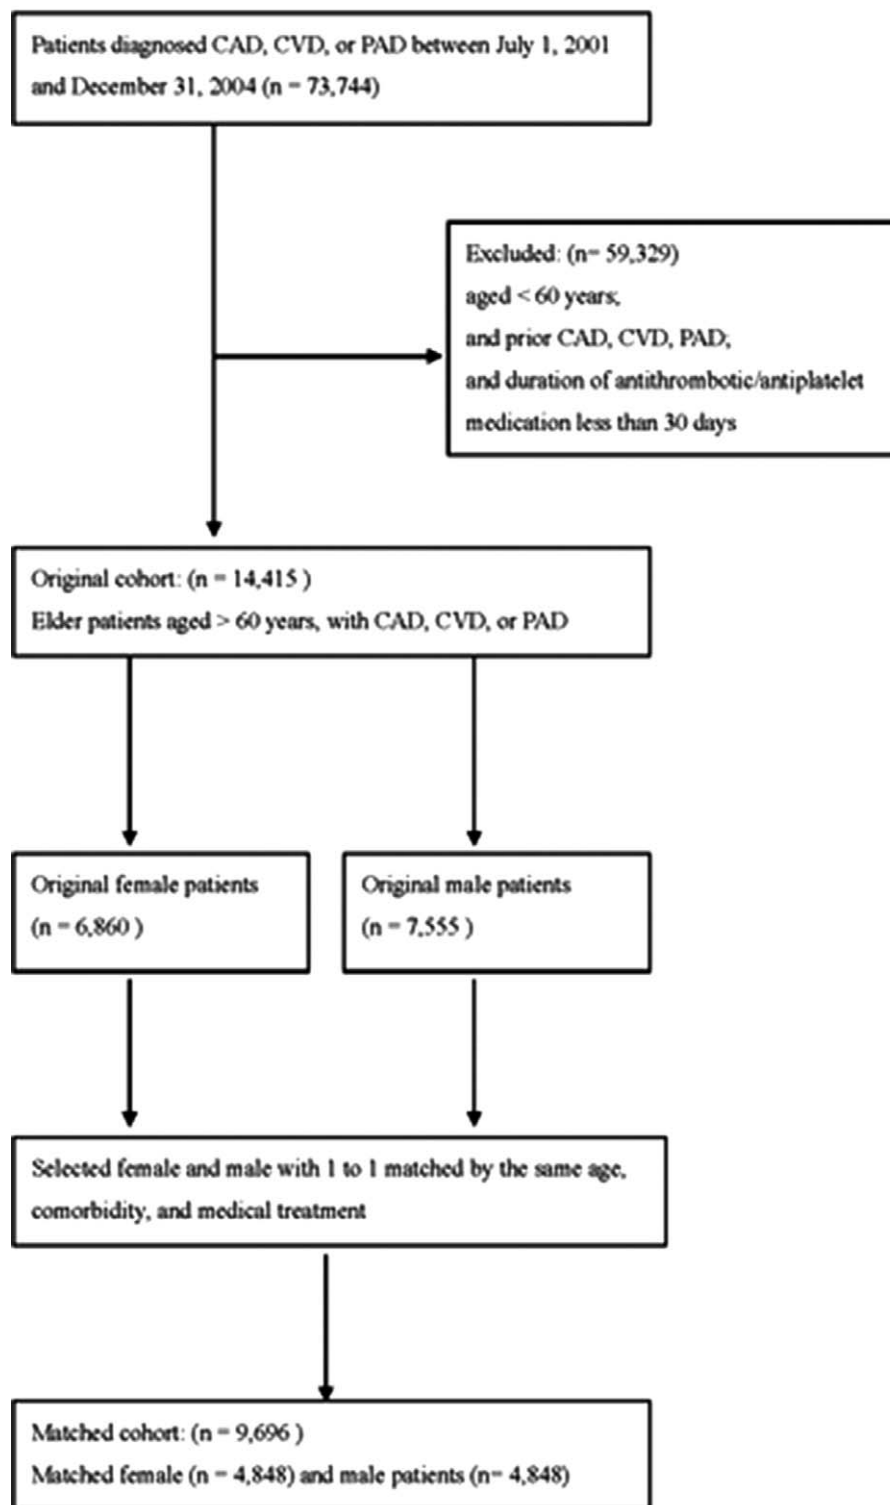 Patients diagnosed CAD, CVD, or PAD between July 1, 2001
and December 31, 2004 (n = 73,744)
Excluded: (n= 59,329)
aged < 60 years;
and prior CAD, CVD, PAD;
and duration of antithrombotic/antiplatelet
medication less than 30 days
Original cohort: (n = 14,415 )
Elder patients aged > 60 years, with CAD, CVD, or PAD
Original female patients
(n = 6,860 )
Original male patients
(n = 7,555 )
Selected female and male with 1 to 1 matched by the same age,
comorbidity, and medical treatment
Matched cohort: (n = 9,696 )
Matched female (n = 4,848) and male patients (n= 4,848)